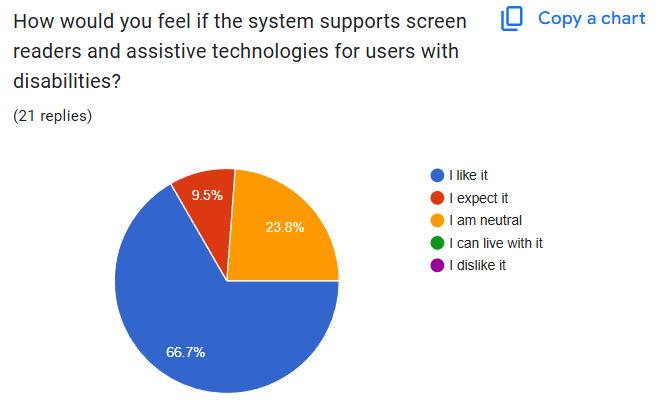 How would you feel if the system supports screen
readers and assistive technologies for users with
disabilities?
Copy a chart
(21 replies)
9.5%
23.8%
66.7%
I like it
I expect it
I am neutral
I can live with it
I dislike it